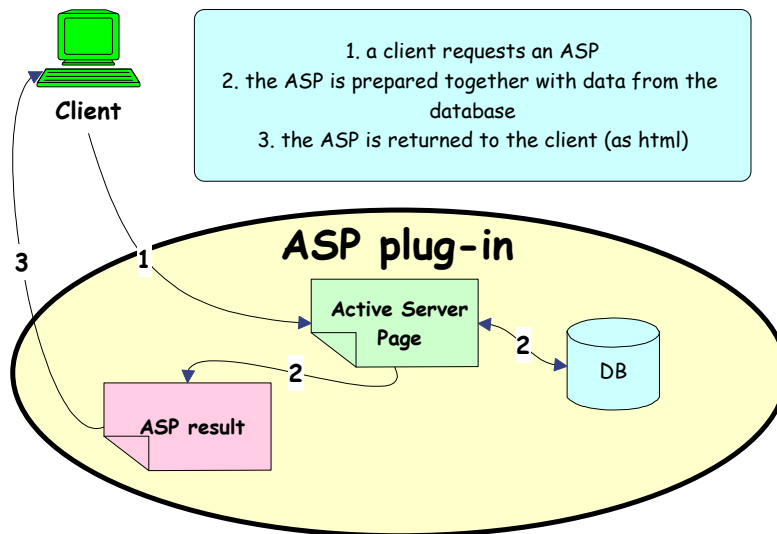 1. a client requests an ASP
2. the ASP is prepared together with data from the
database
3. the ASP is returned to the client (as html)
Client
ASP plug-in
3
1
Active Server
Page
2
DB
2
ASP result